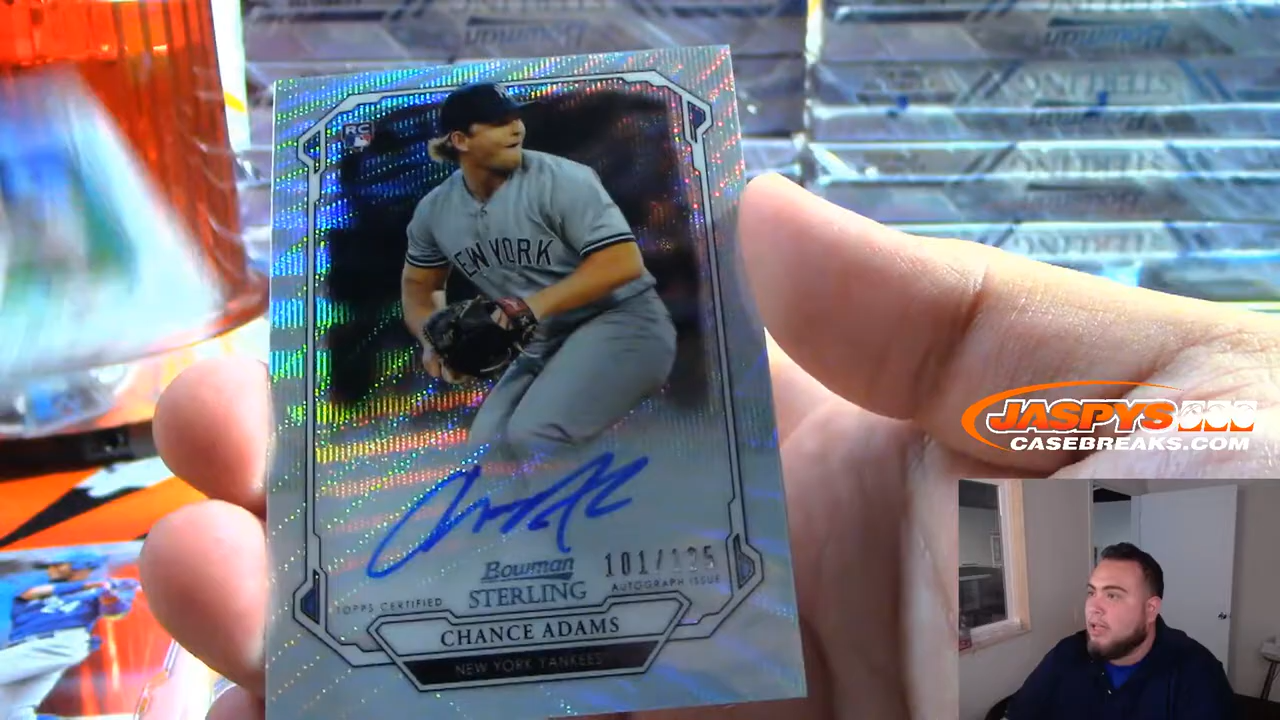 RC
NEW YORK
101/125
Bowman
STERLING
AUTOGRAPH ISSUE
TOPPS CERTIFIED
CHANCE ADAMS
NEW YORK YANKEES
JASPYS
CASEBREAKS.COM